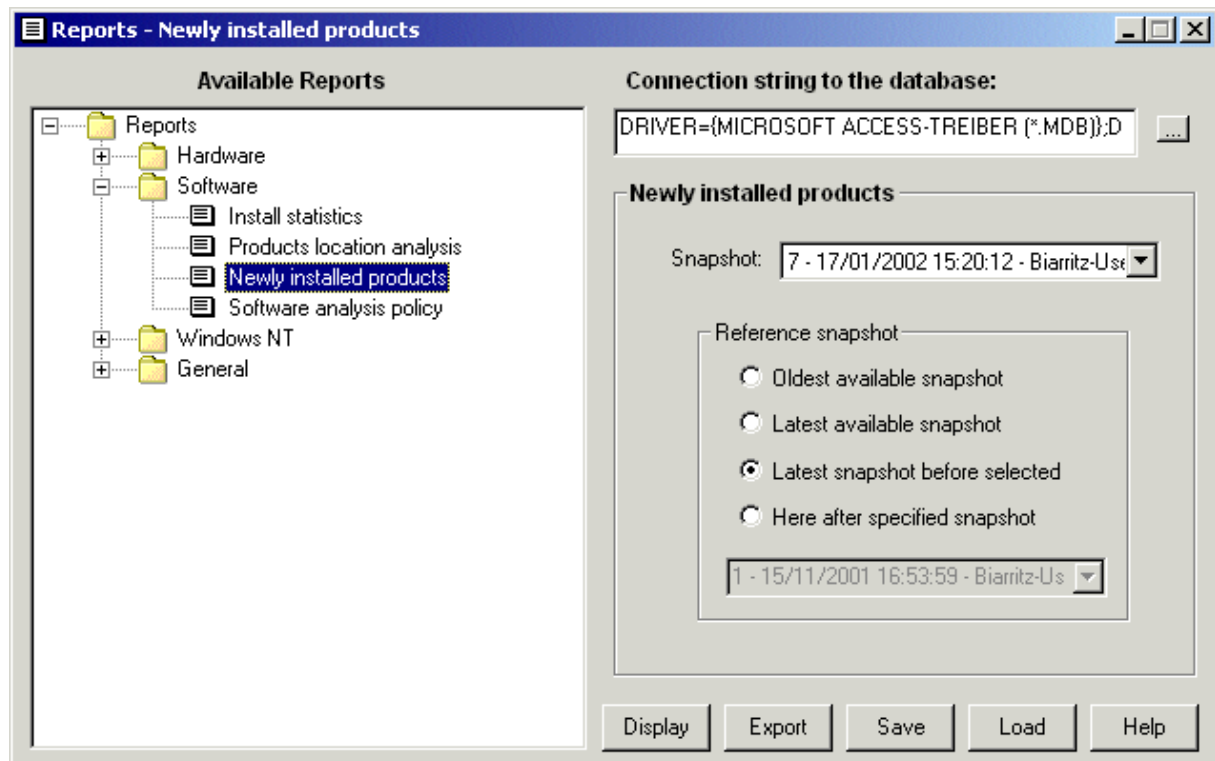 Reports - Newly installed products
Available Reports
Reports
Hardware
Software
Install statistics
Products location analysis
Newly installed products
Software analysis policy
Windows NT
General
Connection string to the database:
DRIVER={MICROSOFT ACCESS-TREIBER (*.MDB)};D
...
Newly installed products
Snapshot: 7 - 17/01/2002 15:20:12 - Biarritz-Use
Reference snapshot
Oldest available snapshot
Latest available snapshot
Latest snapshot before selected
Here after specified snapshot
1 - 15/11/2001 16:53:59 - Biarritz-Us
Display Export Save Load Help